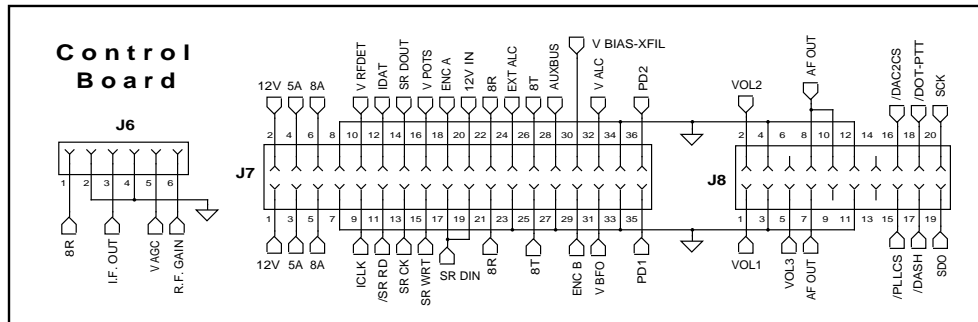 Control
Board
J6
1 2 3 4 5 6
8R
I.F. OUT
V AGC
R.F. GAIN
12V
5A
8A
V RFDET
IDAT
SR DOUT
V POTS
ENC A
12V IN
8R
EXT ALC
8T
AUXBUS
V BIAS-XFIL
V ALC
PD2
2 4 6 8 10 12 14 16 18 20 22 24 26 28 30 32 34 36
J7
1 3 5 7 9 11 13 15 17 19 21 23 25 27 29 31 33 35
12V
5A
8A
ICLK
/SR RD
SR CK
SR WRT
SR DIN
8R
8T
ENC B
V BFO
PD1
VOL2
AF OUT
/DAC2CS
/DOT-PTT
SCK
2 4 6 8 10 12 14 16 18 20
J8
1 3 5 7 9 11 13 15 17 19
VOL1
VOL3
AF OUT
/PLLCS
/DASH
SDO